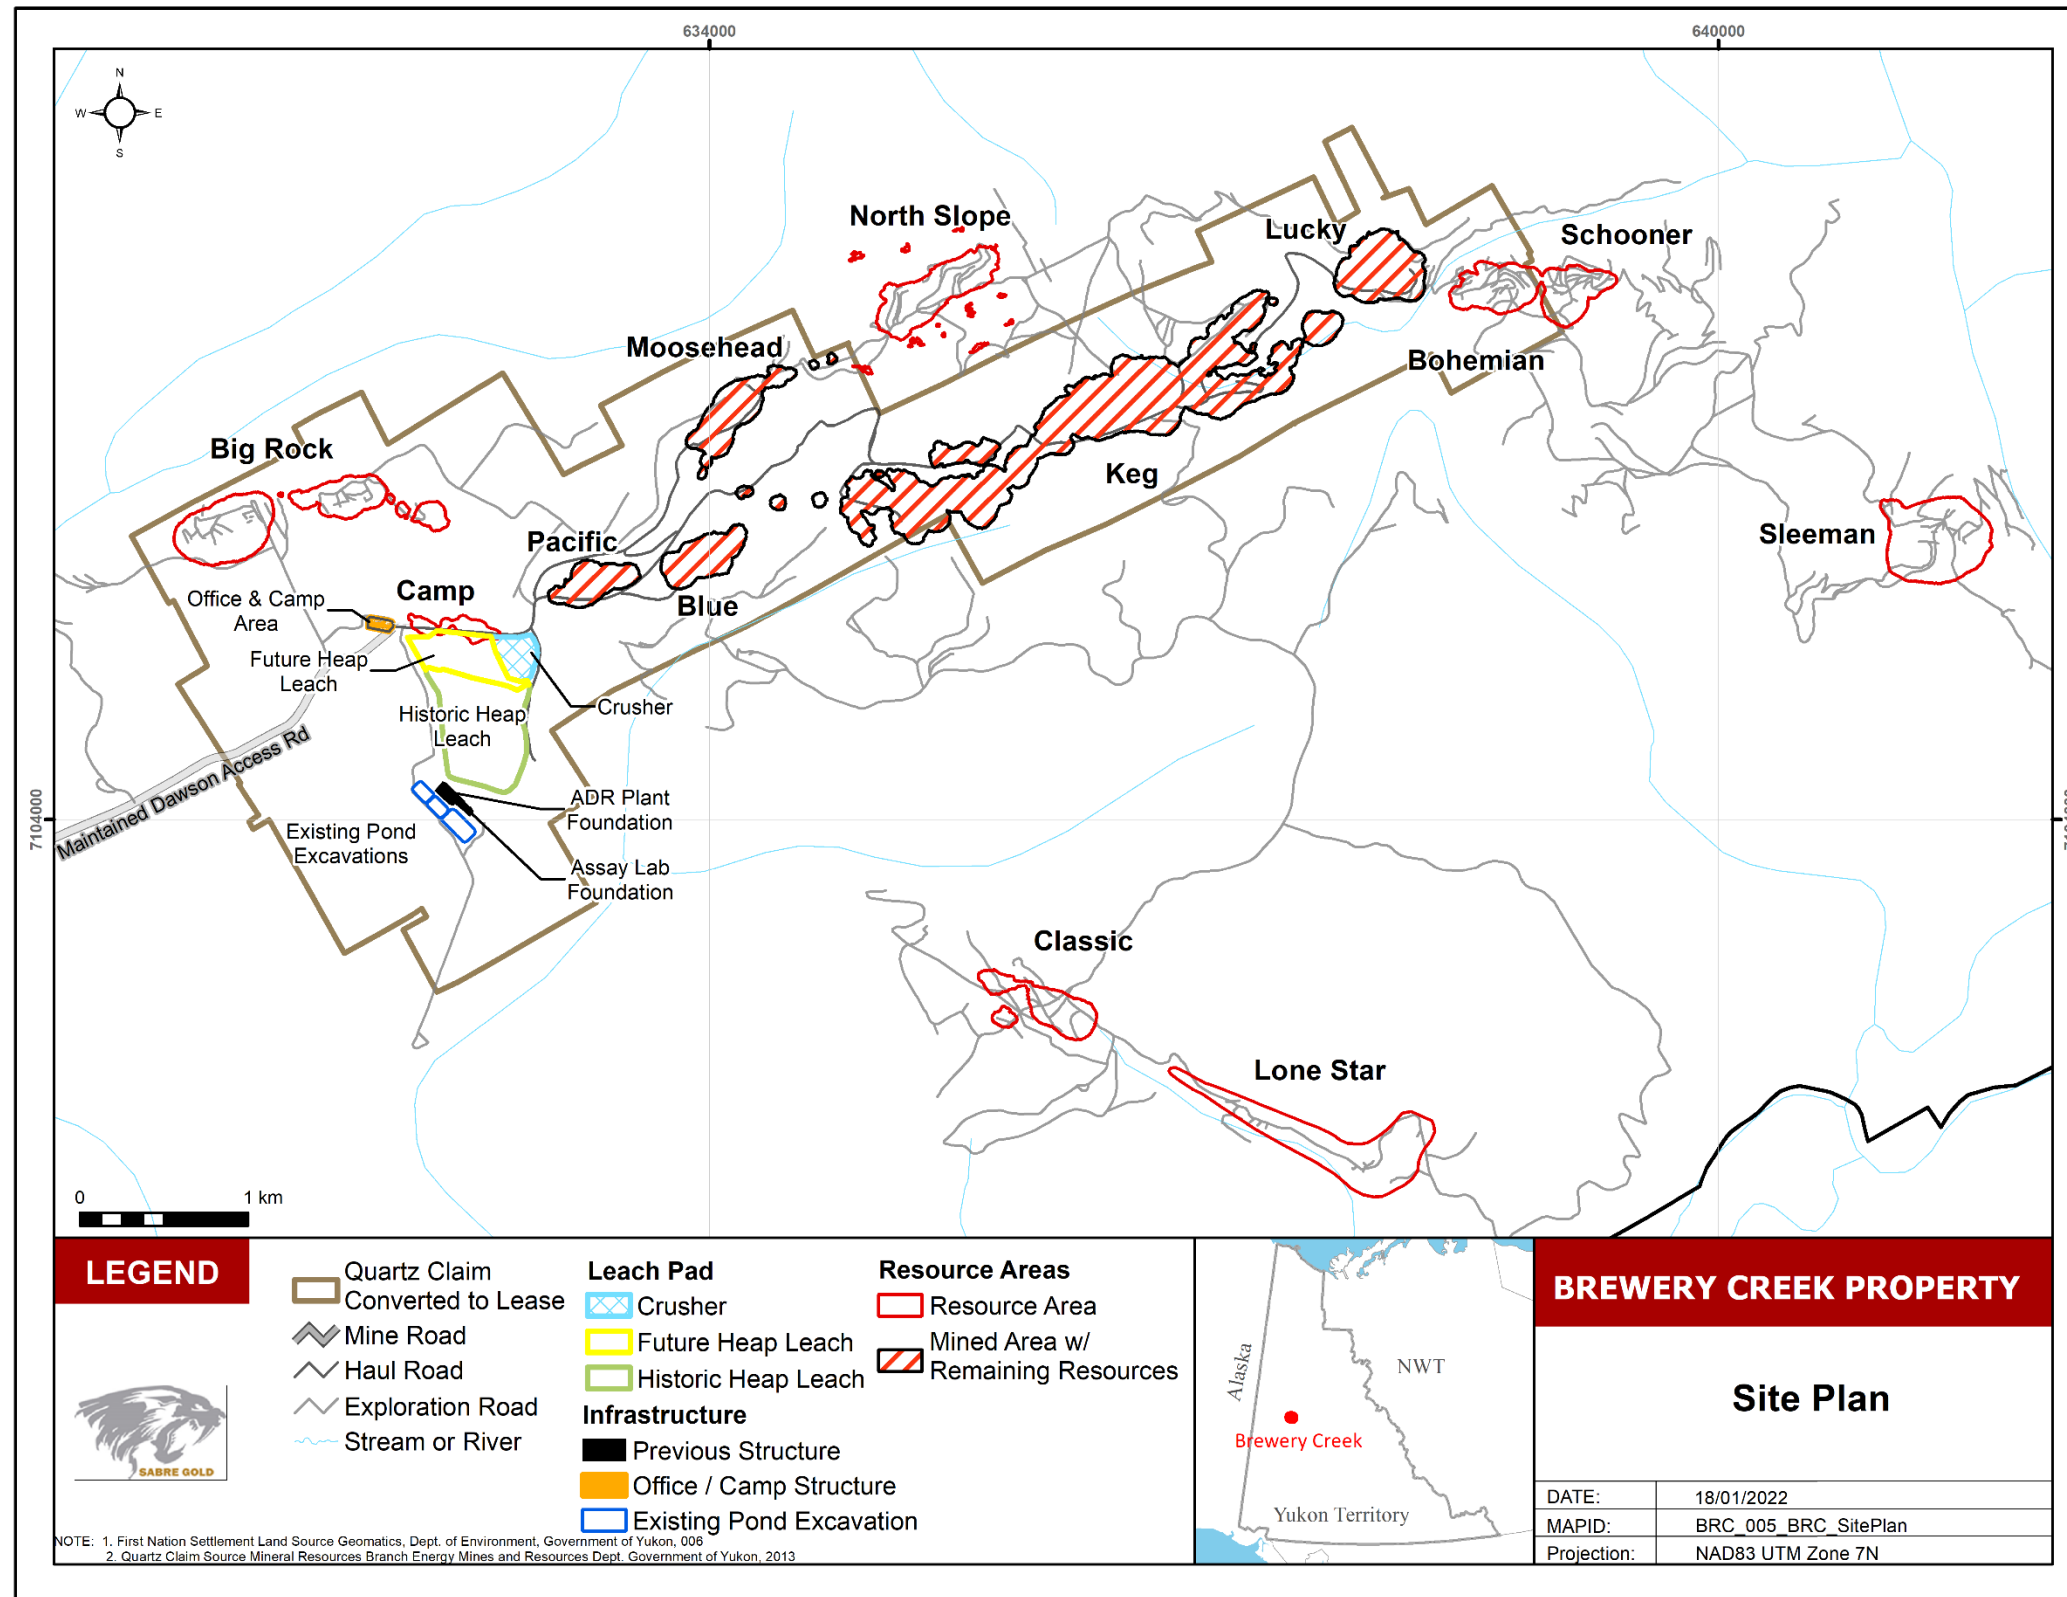 634000
640000
N
W
E
S
North Slope
Lucky
Schooner
Moosehead
Bohemian
Big Rock
Keg
Pacific
Sleeman
Camp
Blue
Office & Camp
Area
Future Heap
Leach
Crusher
Historic Heap
Leach
Maintained Dawson Access Rd
7104000
ADR Plant
Foundation
Existing Pond
Excavations
Assay Lab
Foundation
Classic
Lone Star
0
1 km
LEGEND
Quartz Claim
Converted to Lease
Mine Road
Haul Road
Exploration Road
Stream or River
SABRE GOLD
Leach Pad
Crusher
Future Heap Leach
Historic Heap Leach
Infrastructure
Previous Structure
Office / Camp Structure
Existing Pond Excavation
Resource Areas
Resource Area
Mined Area w/
Remaining Resources
NOTE: 1. First Nation Settlement Land Source Geomatics, Dept. of Environment, Government of Yukon, 006
2. Quartz Claim Source Mineral Resources Branch Energy Mines and Resources Dept. Government of Yukon, 2013
Alaska
NWT
Brewery Creek
Yukon Territory
BREWERY CREEK PROPERTY
Site Plan
DATE: 18/01/2022
MAPID: BRC_005_BRC_SitePlan
Projection: NAD83 UTM Zone 7N